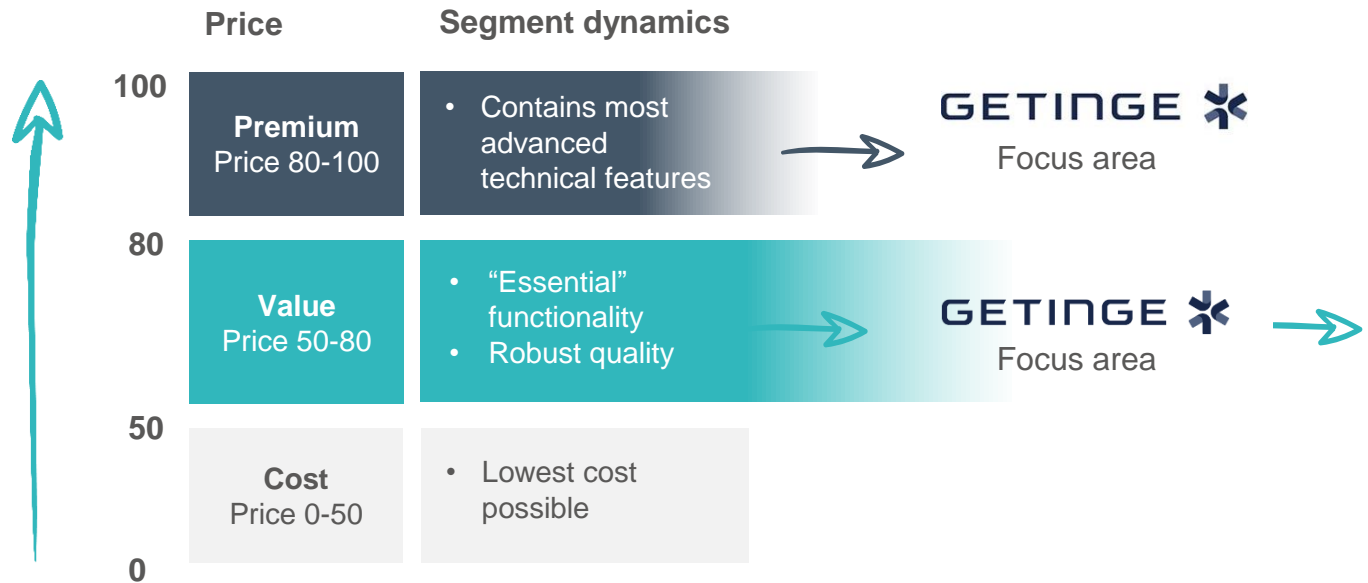 Price
Segment dynamics
100
Premium
Price 80-100
• Contains most
advanced
technical features
GETINGE
Focus area
80
Value
Price 50-80
• “Essential”
functionality
• Robust quality
GETINGE
Focus area
50
Cost
Price 0-50
• Lowest cost
possible
0